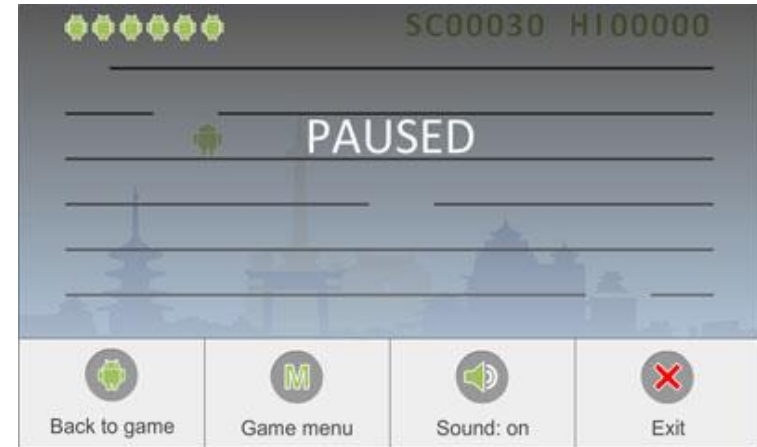 SC00030 HI00000
PAUSED
M
Back to game Game menu Sound: on Exit